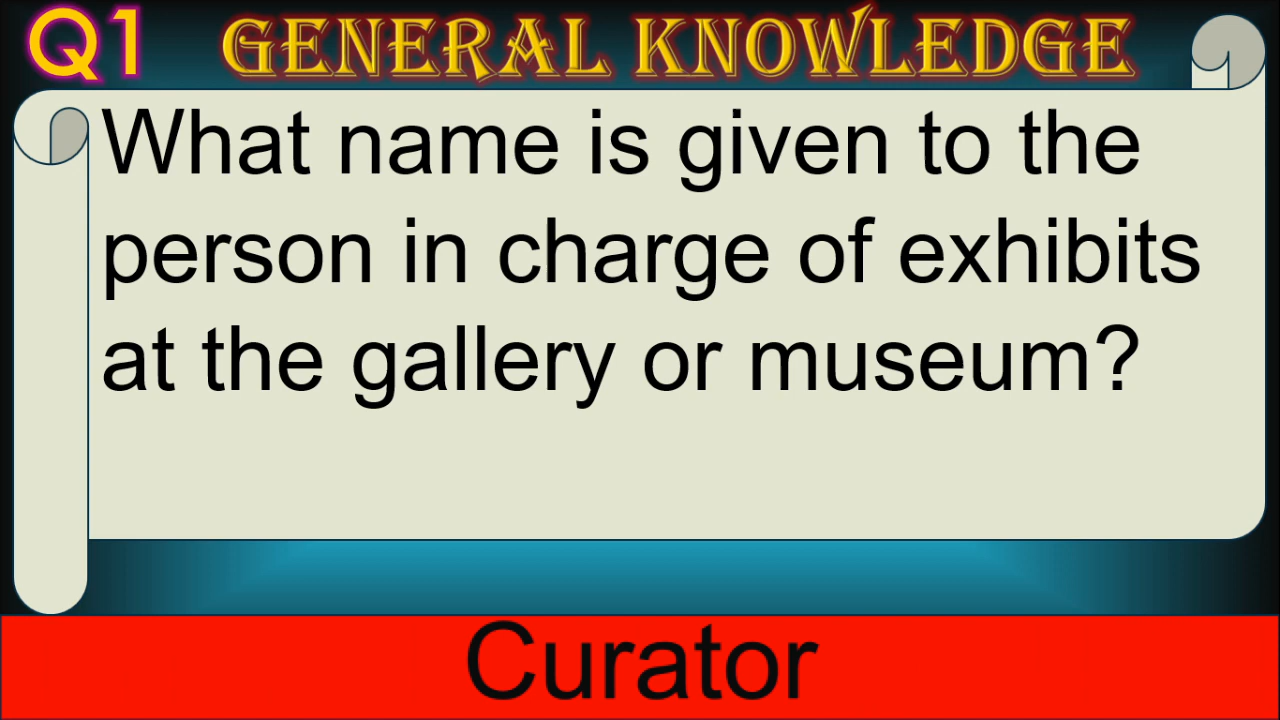 Q1 GENERAL KNOWLEDGE
What name is given to the
person in charge of exhibits
at the gallery or museum?
Curator